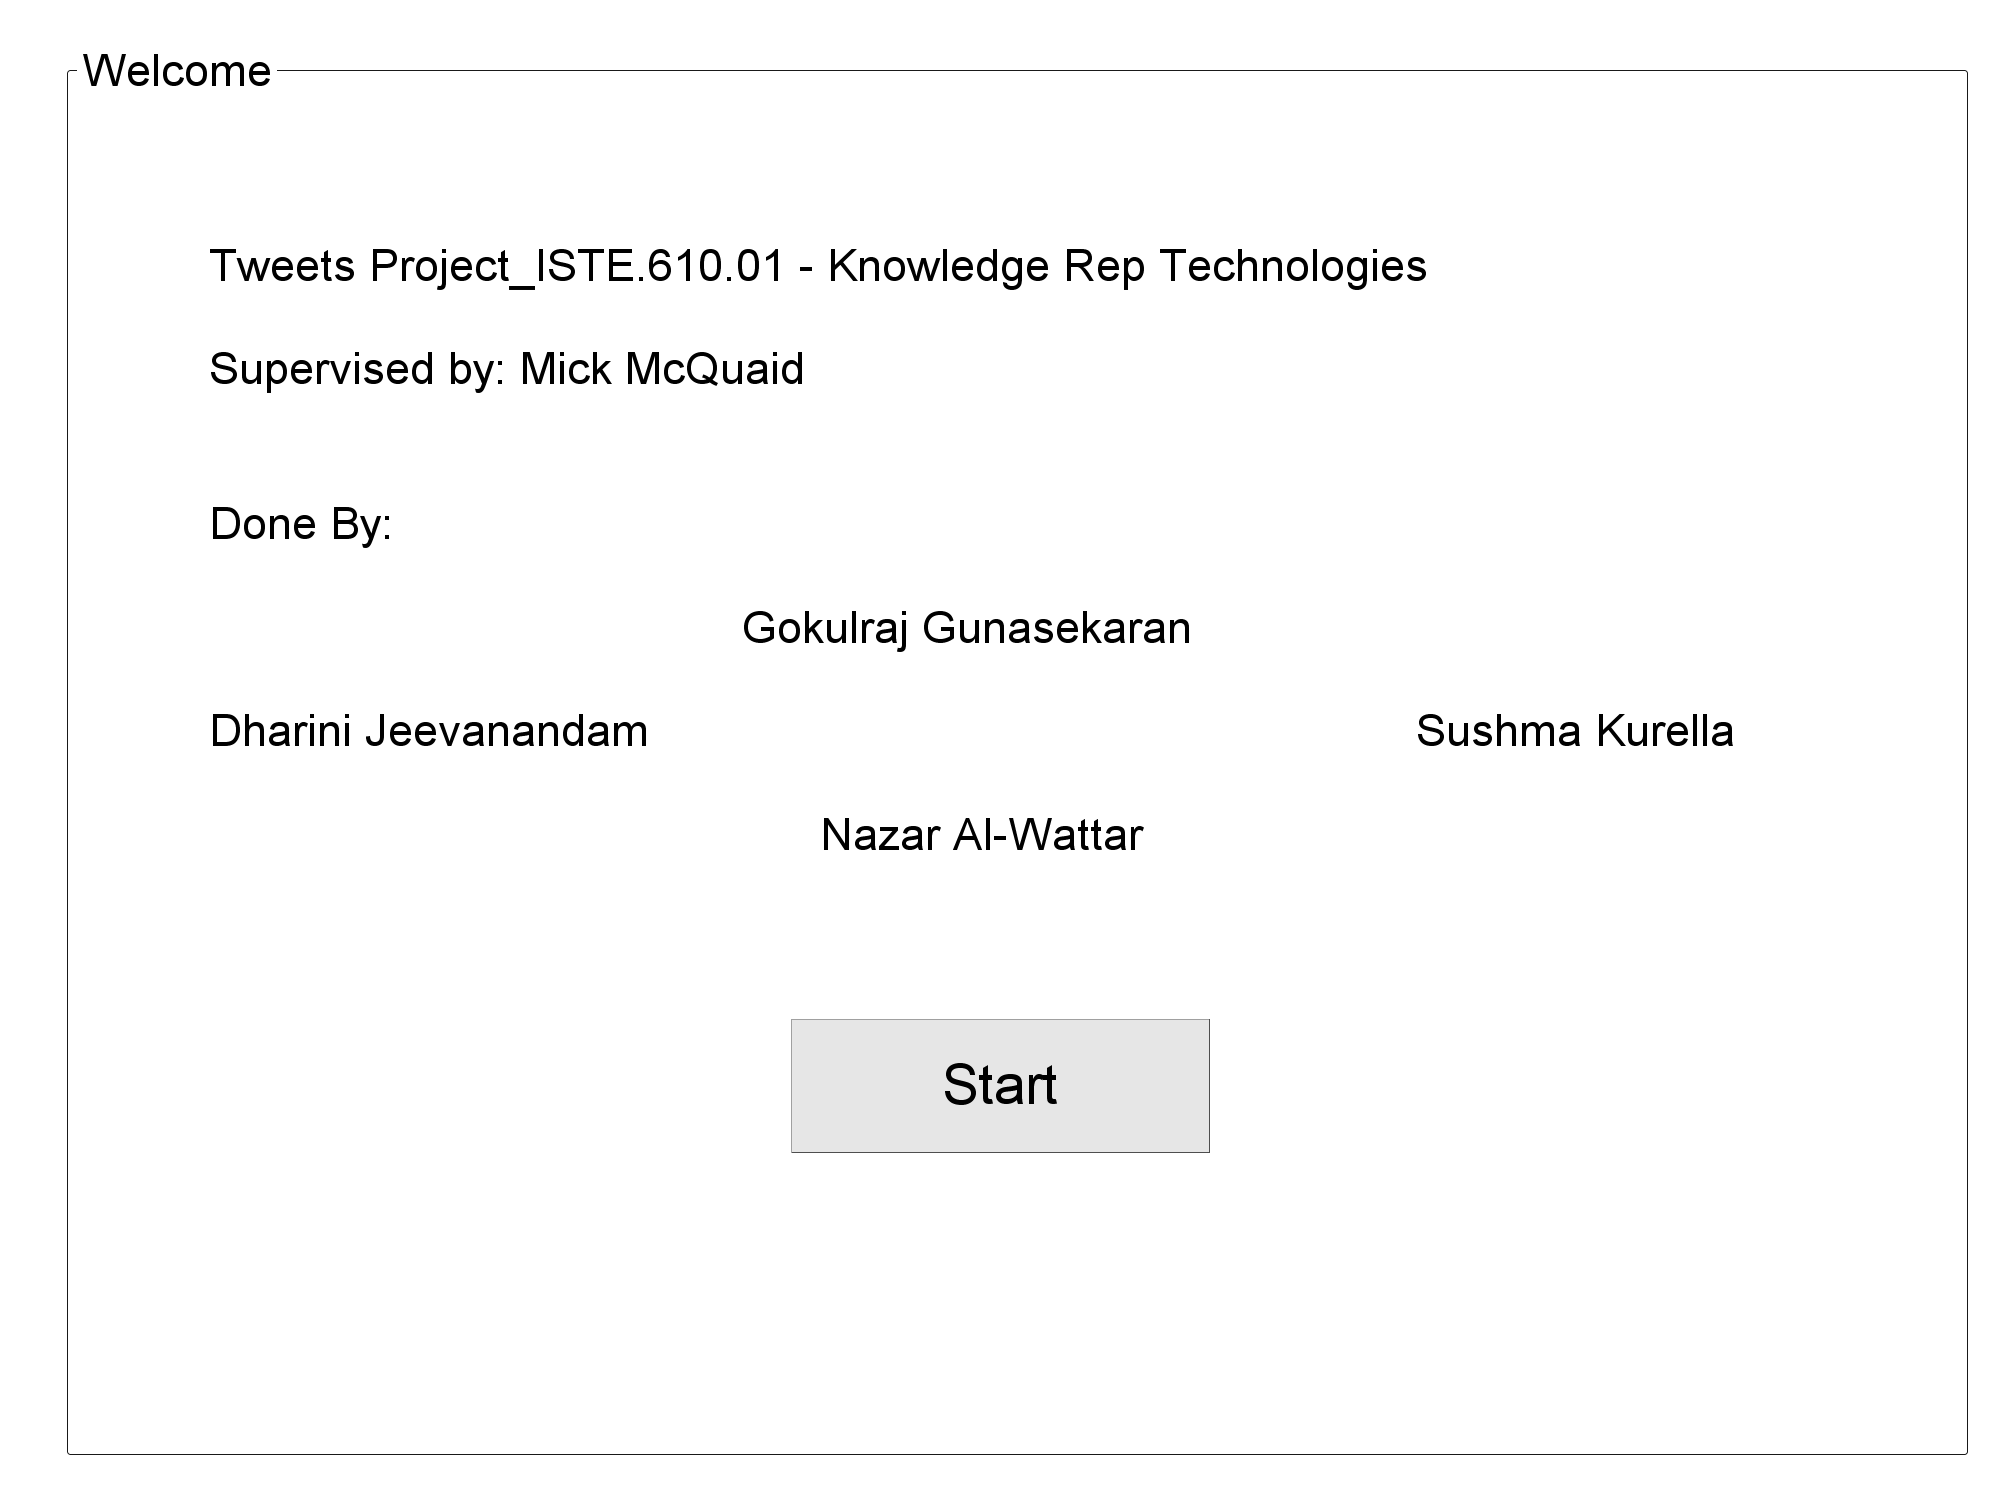 Welcome
Tweets Project_ISTE.610.01 - Knowledge Rep Technologies
Supervised by: Mick McQuaid
Done By:
Gokulraj Gunasekaran
Dharini Jeevanandam
Sushma Kurella
Nazar Al-Wattar
Start